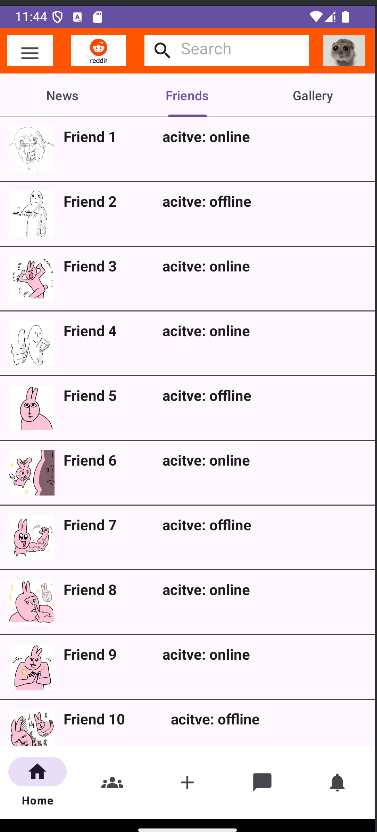 11:44
reddit
Search
News Friends Gallery
Friend 1 acitve: online
Friend 2 acitve: offline
Friend 3 acitve: online
Friend 4 acitve: online
Friend 5 acitve: offline
Friend 6 acitve: online
Friend 7 acitve: offline
Friend 8 acitve: online
Friend 9 acitve: online
Friend 10 acitve: offline
Home